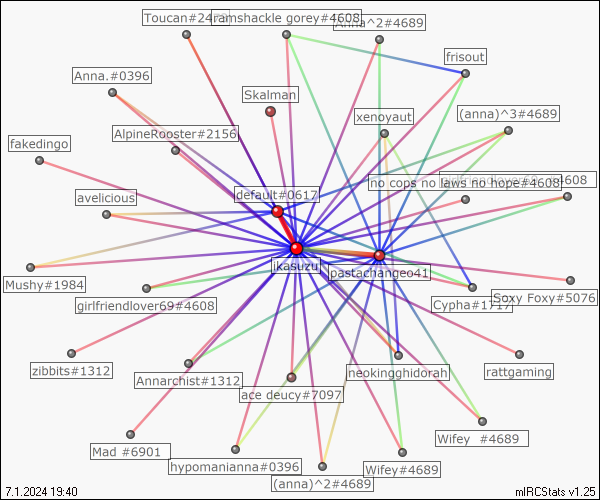 Toucan#24
ramshackle gorey#4608
Anna^2#4689
frisout
Anna.#0396
Skalman
xenoyaut
(anna)^3#4689
AlpineRooster#2156
fakedingo
no cops no laws no hope#4608
#4608
default#0617
avelicious
jkasuzu
pastachangeo41
Mushy#1984
girlfriendlover69#4608
Cypha#1717
Soxy Foxy#5076
zibbits#1312
Annarchist#1312
ace deucy#7097
neokingghidorah
rattgaming
Mad #6901
Wifey #4689
hypomanianna#0396
(anna)^2#4689
Wifey#4689
7.1.2024 19:40
mIRCStats v1.25